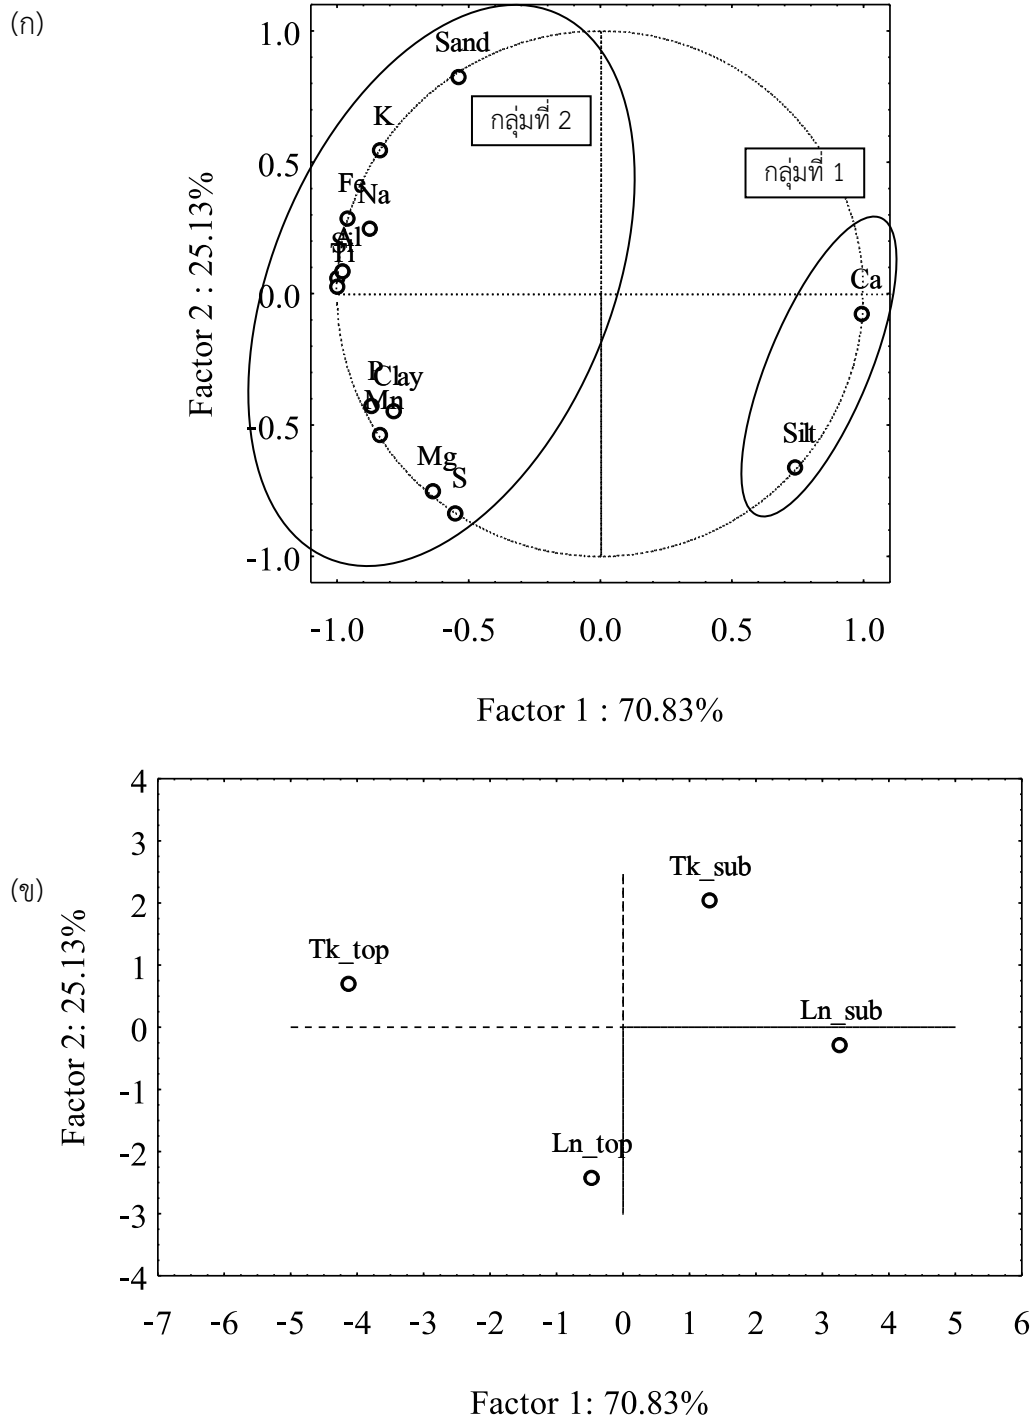 (ก)
1.0
Sand
กลุ่มที่ 2
K
กลุ่มที่ 1
0.5
Fe
Na
Al
Si
Ti
Ca
0.0
Factor 2 : 25.13%
P
Clay
Mn
-0.5
Silt
Mg
S
-1.0
-1.0 -0.5 0.0 0.5 1.0
Factor 1 : 70.83%
(ข)
4
3
Tk_sub
2
Tk_top
1
Ln_sub
0
Factor 2: 25.13%
-1
Ln_top
-2
-3
-4
-7 -6 -5 -4 -3 -2 -1 0 1 2 3 4 5 6
Factor 1: 70.83%